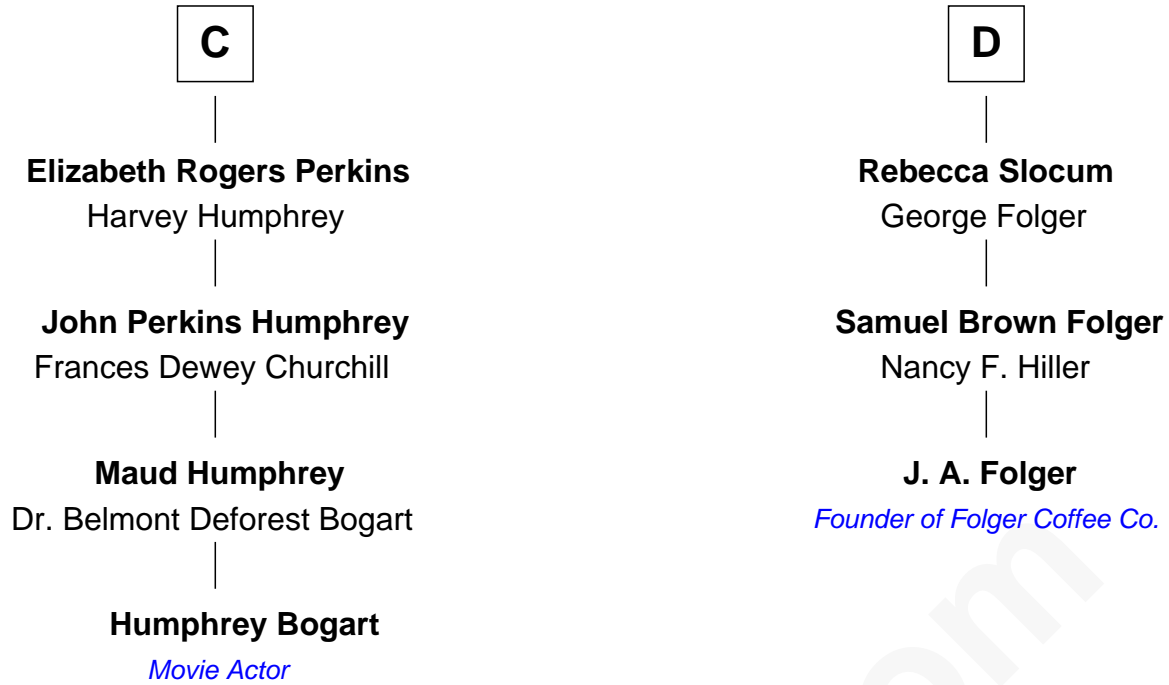 C
Elizabeth Rogers Perkins
Harvey Humphrey
John Perkins Humphrey
Frances Dewey Churchill
Maud Humphrey
Dr. Belmont Deforest Bogart
Humphrey Bogart
Movie Actor
D
Rebecca Slocum
George Folger
Samuel Brown Folger
Nancy F. Hiller
J. A. Folger
Founder of Folger Coffee Co.